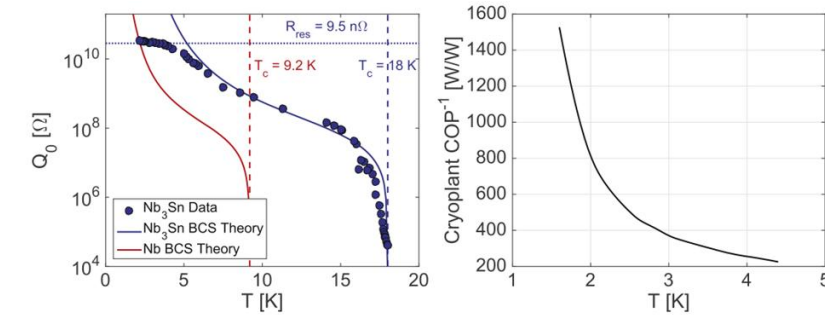 R_res = 9.5 nΩ
T_c = 9.2 K
T_c = 18 K
10^10
10^8
10^6
10^4
Q_0 [Ω]
Nb_3Sn Data
Nb_3Sn BCS Theory
Nb BCS Theory
0 5 10 15 20
T [K]
1600
1400
1200
1000
800
600
400
200
Cryoplant COP^-1 [W/W]
1 2 3 4 5
T [K]